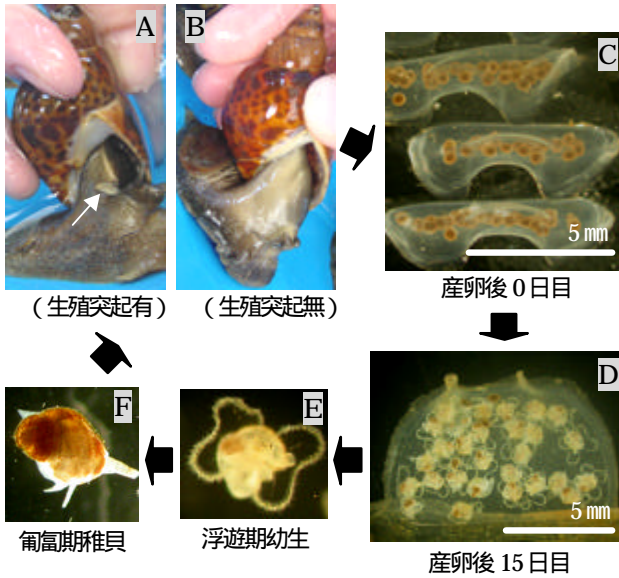 A
B
C
5 mm
(生殖突起有)
(生殖突起無)
産卵後 0 日目
D
5 mm
産卵後 15 日目
E
浮遊期幼生
F
匍匐期稚貝